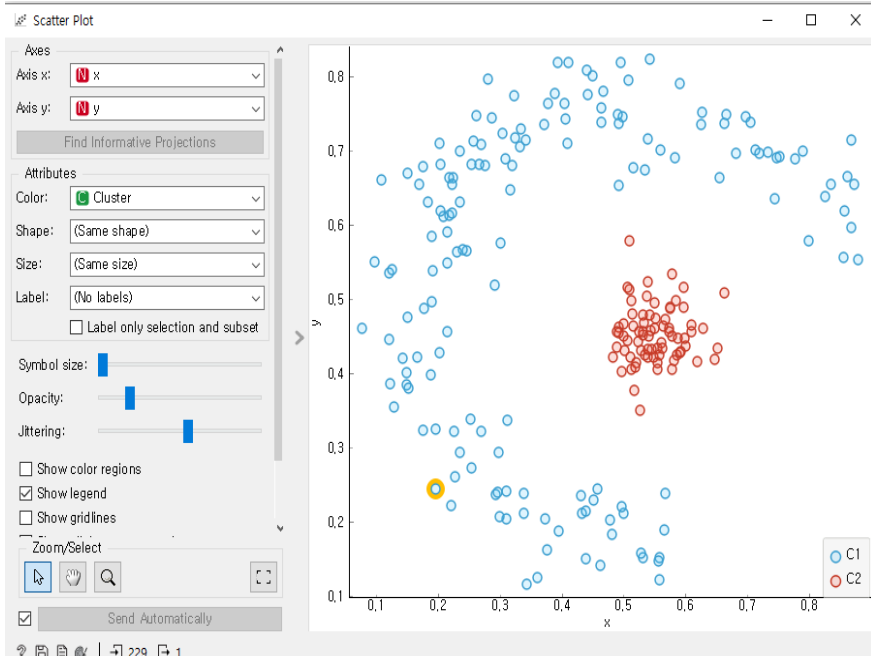 Scatter Plot
Axes
Axis x: N x
Axis y: N y
Find Informative Projections
Attributes
Color: C Cluster
Shape: (Same shape)
Size: (Same size)
Label: (No labels)
Label only selection and subset
Symbol size:
Opacity:
Jittering:
Show color regions
Show legend
Show gridlines
Zoom/Select
Send Automatically
? 229 1
y
0,8
0,7
0,6
0,5
0,4
0,3
0,2
0,1
0,1 0,2 0,3 0,4 0,5 0,6 0,7 0,8
x
C1
C2